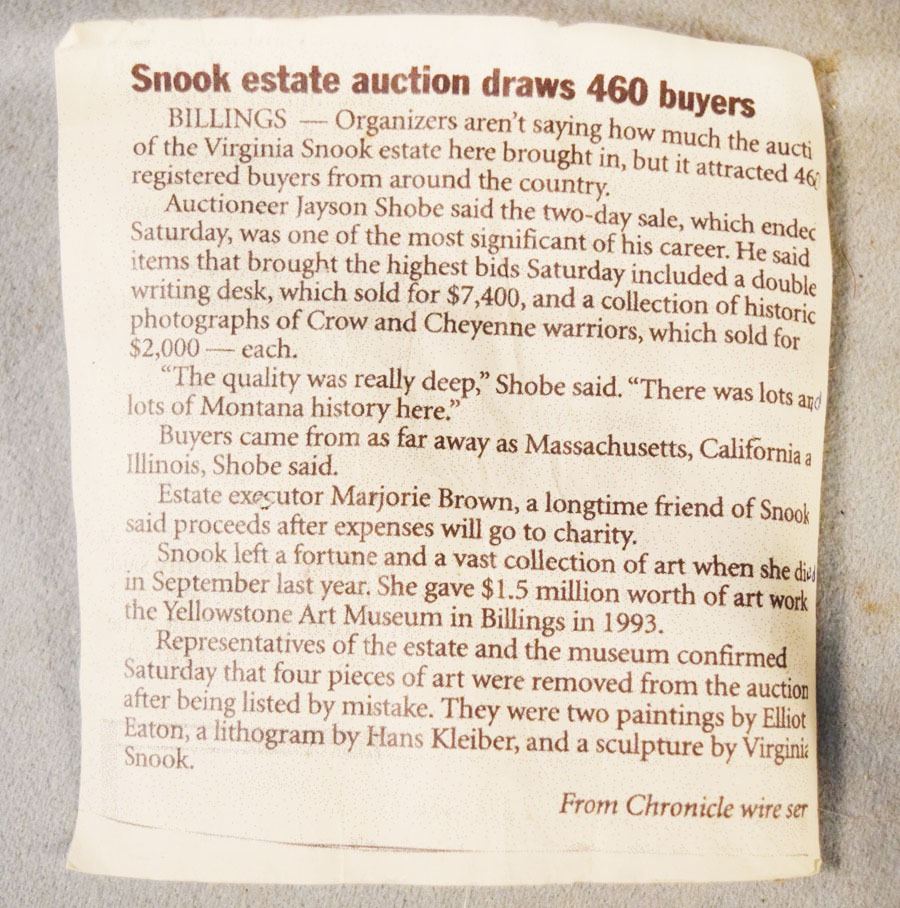 Snook estate auction draws 460 buyers
BILLINGS — Organizers aren't saying how much the aucti
of the Virginia Snook estate here brought in, but it attracted 460
registered buyers from around the country.
Auctioneer Jayson Shobe said the two-day sale, which ended
Saturday, was one of the most significant of his career. He said
items that brought the highest bids Saturday included a double
writing desk, which sold for $7,400, and a collection of historic
photographs of Crow and Cheyenne warriors, which sold for
$2,000 — each.
"The quality was really deep," Shobe said. "There was lots and
lots of Montana history here."
Buyers came from as far away as Massachusetts, California a
Illinois, Shobe said.
Estate executor Marjorie Brown, a longtime friend of Snook
said proceeds after expenses will go to charity.
Snook left a fortune and a vast collection of art when she died
in September last year. She gave $1.5 million worth of art work
the Yellowstone Art Museum in Billings in 1993.
Representatives of the estate and the museum confirmed
Saturday that four pieces of art were removed from the auction
after being listed by mistake. They were two paintings by Elliot
Eaton, a lithogram by Hans Kleiber, and a sculpture by Virginia
Snook.
From Chronicle wire ser